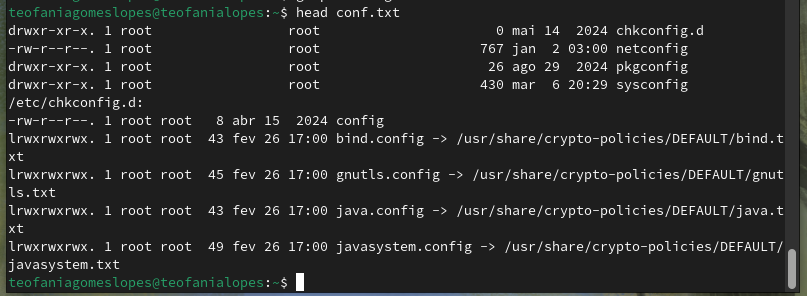 teofaniagomeslopes@teofanialopes:~$ head conf.txt
drwxr-xr-x. 1 root                root                    0 mai 14  2024 chkconfig.d
-rw-r--r--. 1 root                root                  767 jan  2 03:00 netconfig
drwxr-xr-x. 1 root                root                   26 ago 29  2024 pkgconfig
drwxr-xr-x. 1 root                root                  430 mar  6 20:29 sysconfig
/etc/chkconfig.d:
-rw-r--r--. 1 root root   8 abr 15  2024 config
lrwxrwxrwx. 1 root root  43 fev 26 17:00 bind.config -> /usr/share/crypto-policies/DEFAULT/bind.t
xt
lrwxrwxrwx. 1 root root  45 fev 26 17:00 gnutls.config -> /usr/share/crypto-policies/DEFAULT/gnut
ls.txt
lrwxrwxrwx. 1 root root  43 fev 26 17:00 java.config -> /usr/share/crypto-policies/DEFAULT/java.t
xt
lrwxrwxrwx. 1 root root  49 fev 26 17:00 javasystem.config -> /usr/share/crypto-policies/DEFAULT/
javasystem.txt
teofaniagomeslopes@teofanialopes:~$